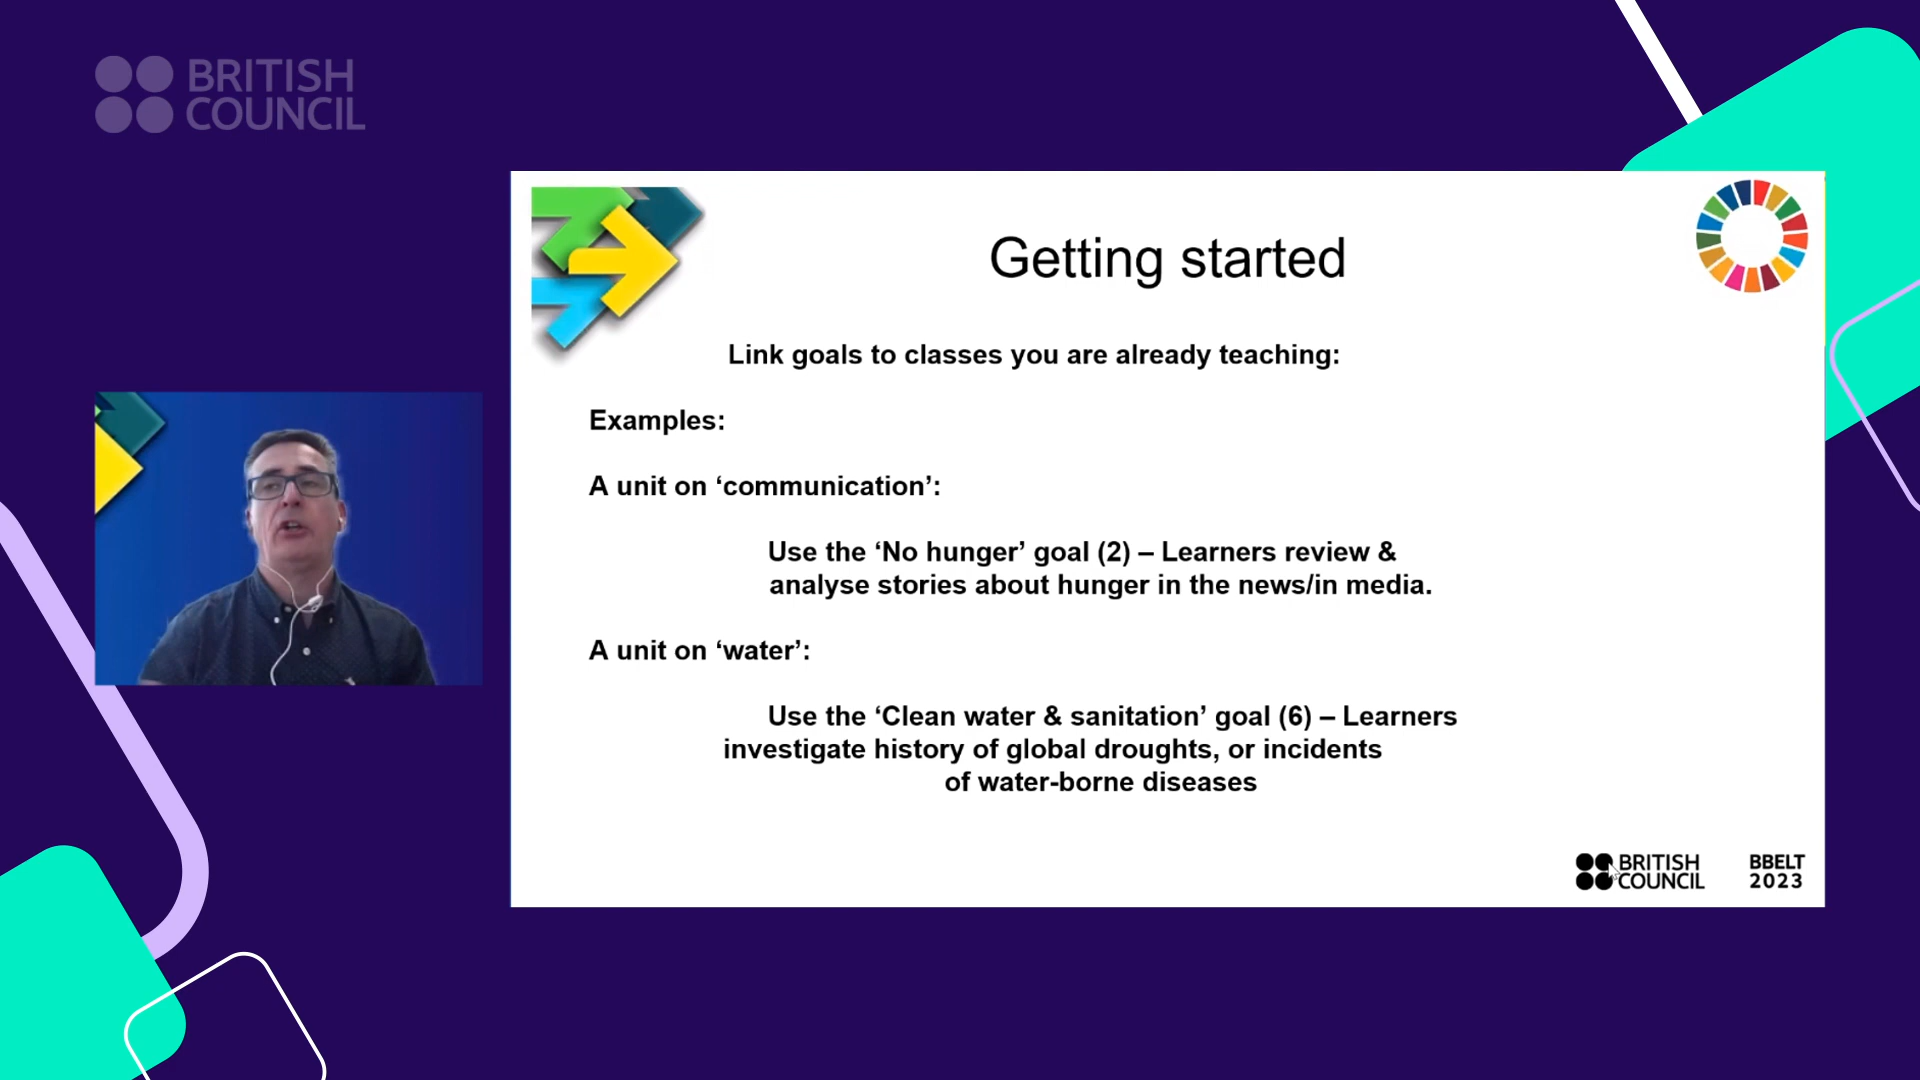 BRITISH
COUNCIL
Getting started
Link goals to classes you are already teaching:
Examples:
A unit on ‘communication’:
Use the ‘No hunger’ goal (2) – Learners review &
analyse stories about hunger in the news/in media.
A unit on ‘water’:
Use the ‘Clean water & sanitation’ goal (6) – Learners
investigate history of global droughts, or incidents
of water-borne diseases
BRITISH
COUNCIL
BBELT
2023